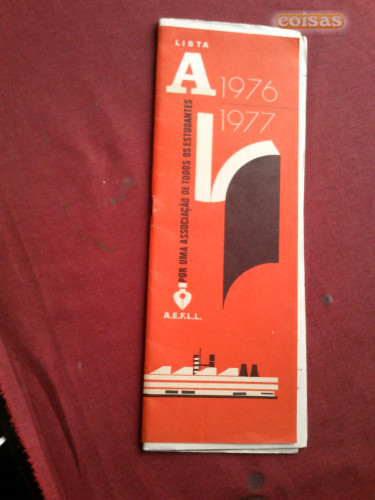 coisas
LISTA
A
1976
1977
POR UMA ASSOCIAÇÃO DE TODOS OS ESTUDANTES
A.E.F.L.L.